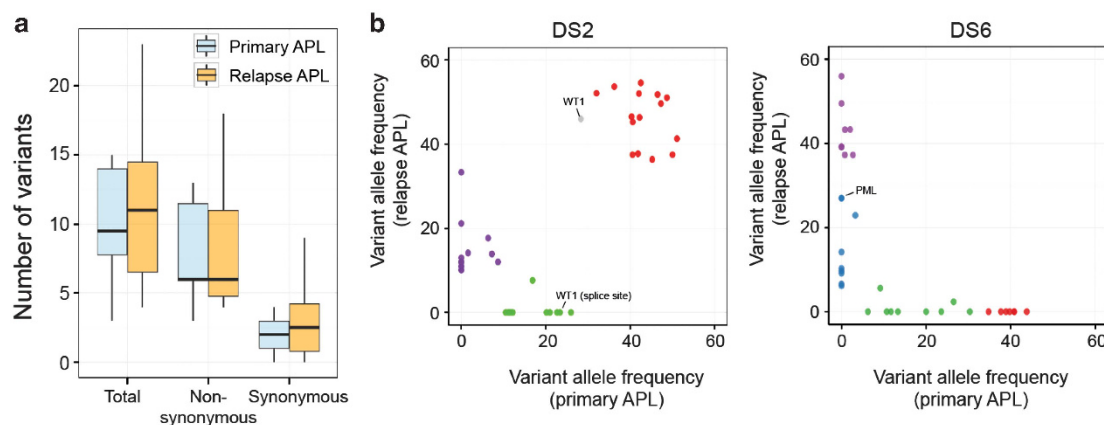 a
Number of variants
20
15
10
5
0
Primary APL
Relapse APL
Total
Non-
synonymous
Synonymous
b
DS2
Variant allele frequency
(relapse APL)
60
40
20
0
WT1
WT1 (splice site)
0
20
40
60
Variant allele frequency
(primary APL)
DS6
Variant allele frequency
(relapse APL)
60
40
20
0
PML
0
20
40
60
Variant allele frequency
(primary APL)